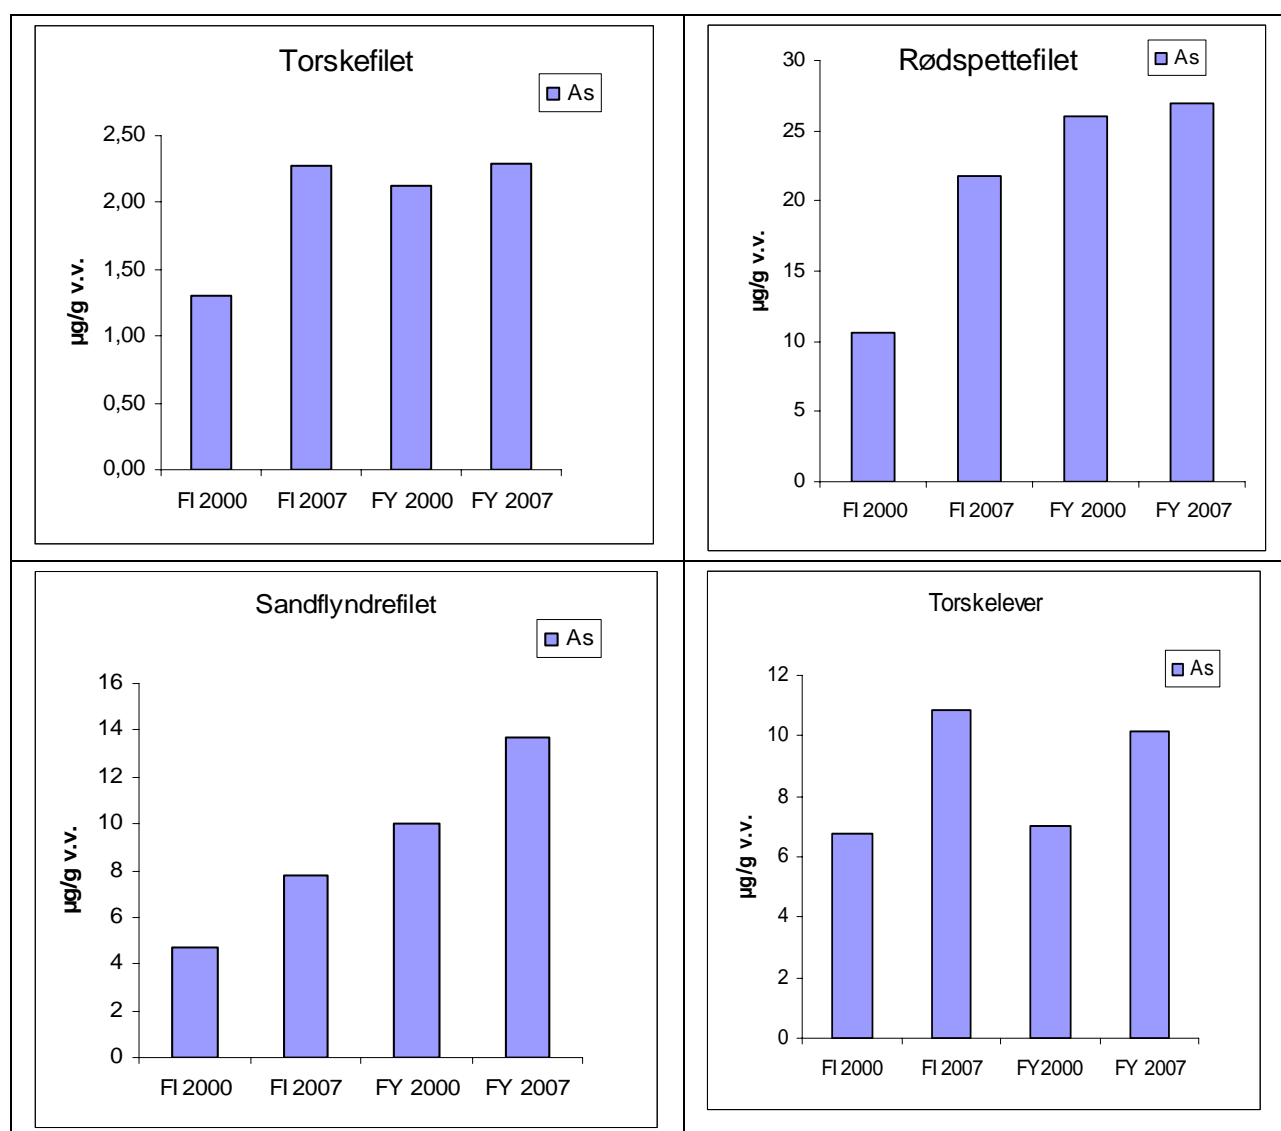 Torskefilet
As
2,50
2,00
1,50
1,00
0,50
0,00
µg/g v.v.
FI 2000 FI 2007 FY 2000 FY 2007
Rødspettefilet
As
30
25
20
15
10
5
0
µg/g v.v.
FI 2000 FI 2007 FY 2000 FY 2007
Sandflyndrefilet
As
16
14
12
10
8
6
4
2
0
µg/g v.v.
FI 2000 FI 2007 FY 2000 FY 2007
Torskelever
As
12
10
8
6
4
2
0
µg/g v.v.
FI 2000 FI 2007 FY2000 FY 2007